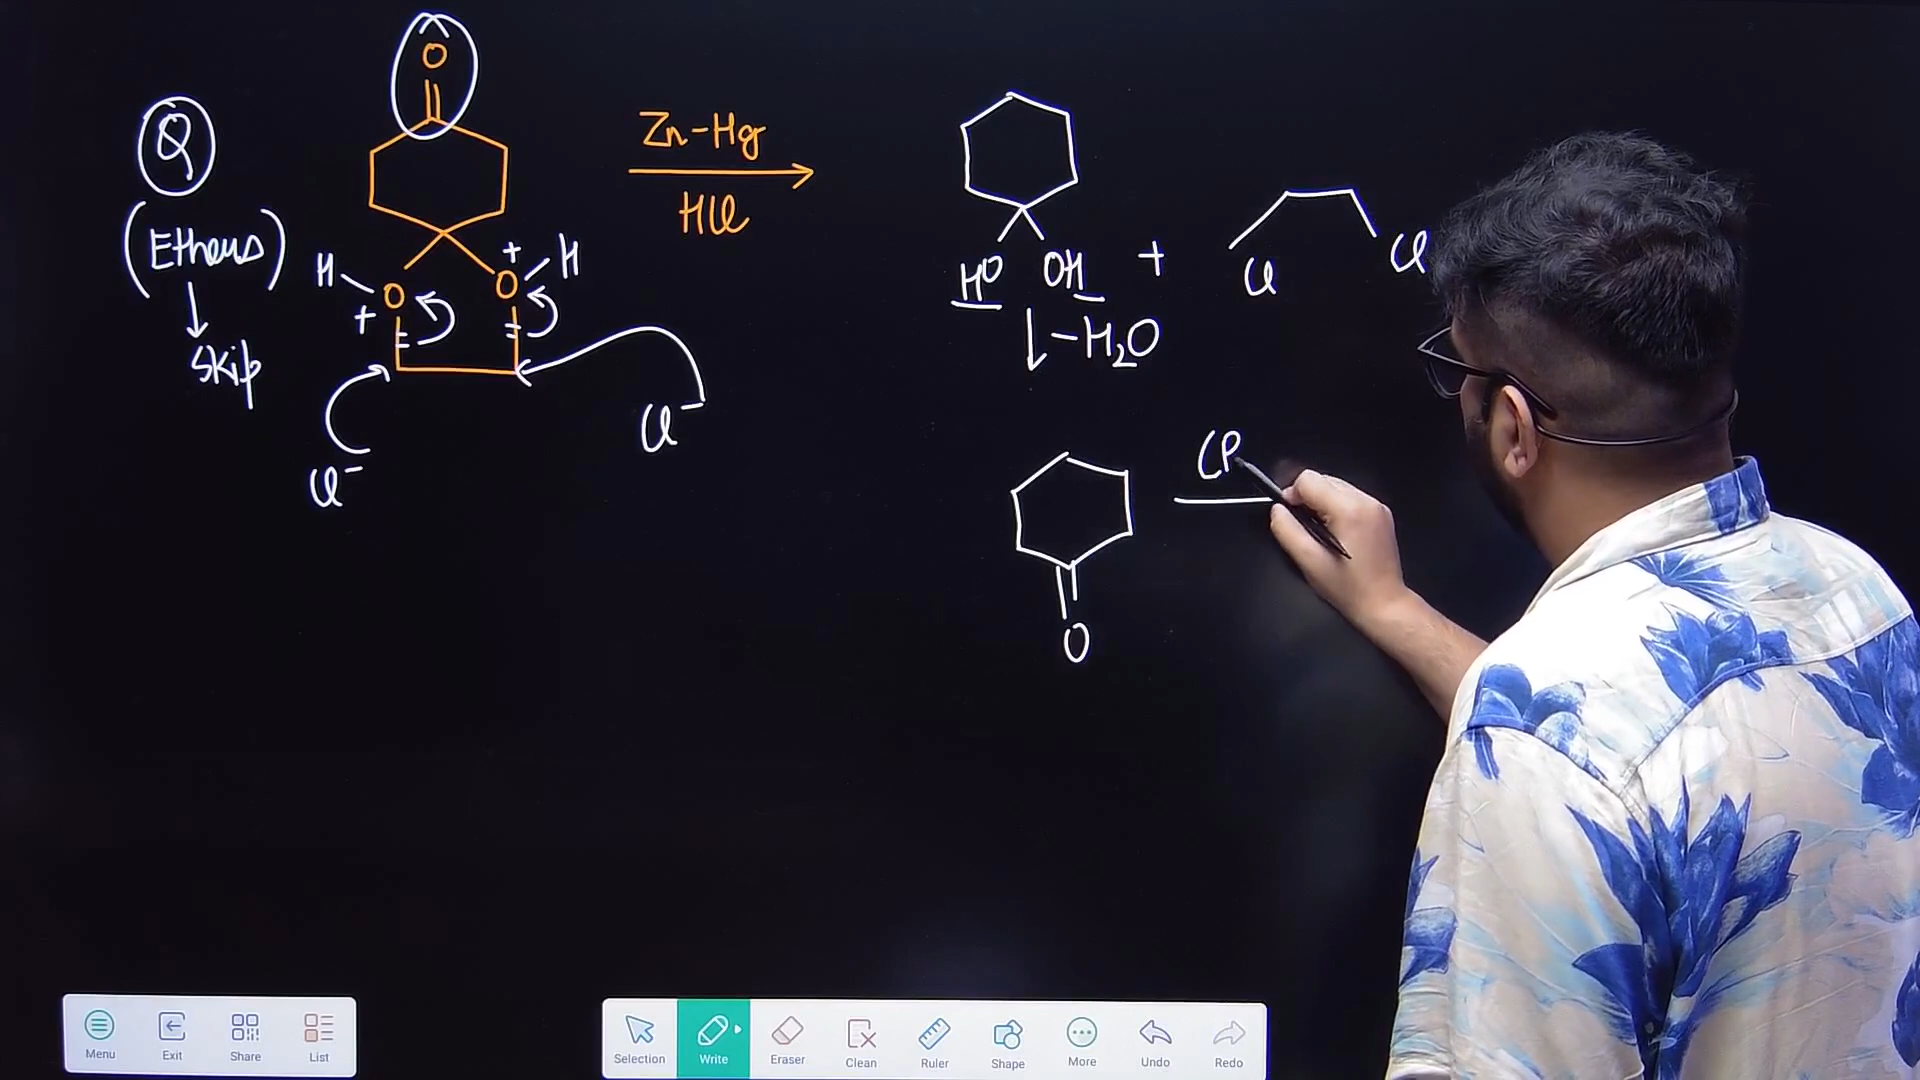 Q
(Ethers)
Skip
O
H
O
+
O
+
H
Cl⁻
Cl⁻
Zn-Hg
HCl
HO
OH
+
Cl
Cl
-H₂O
O
CP
Menu
Exit
Share
List
Selection
Write
Eraser
Clean
Ruler
Shape
More
Undo
Redo